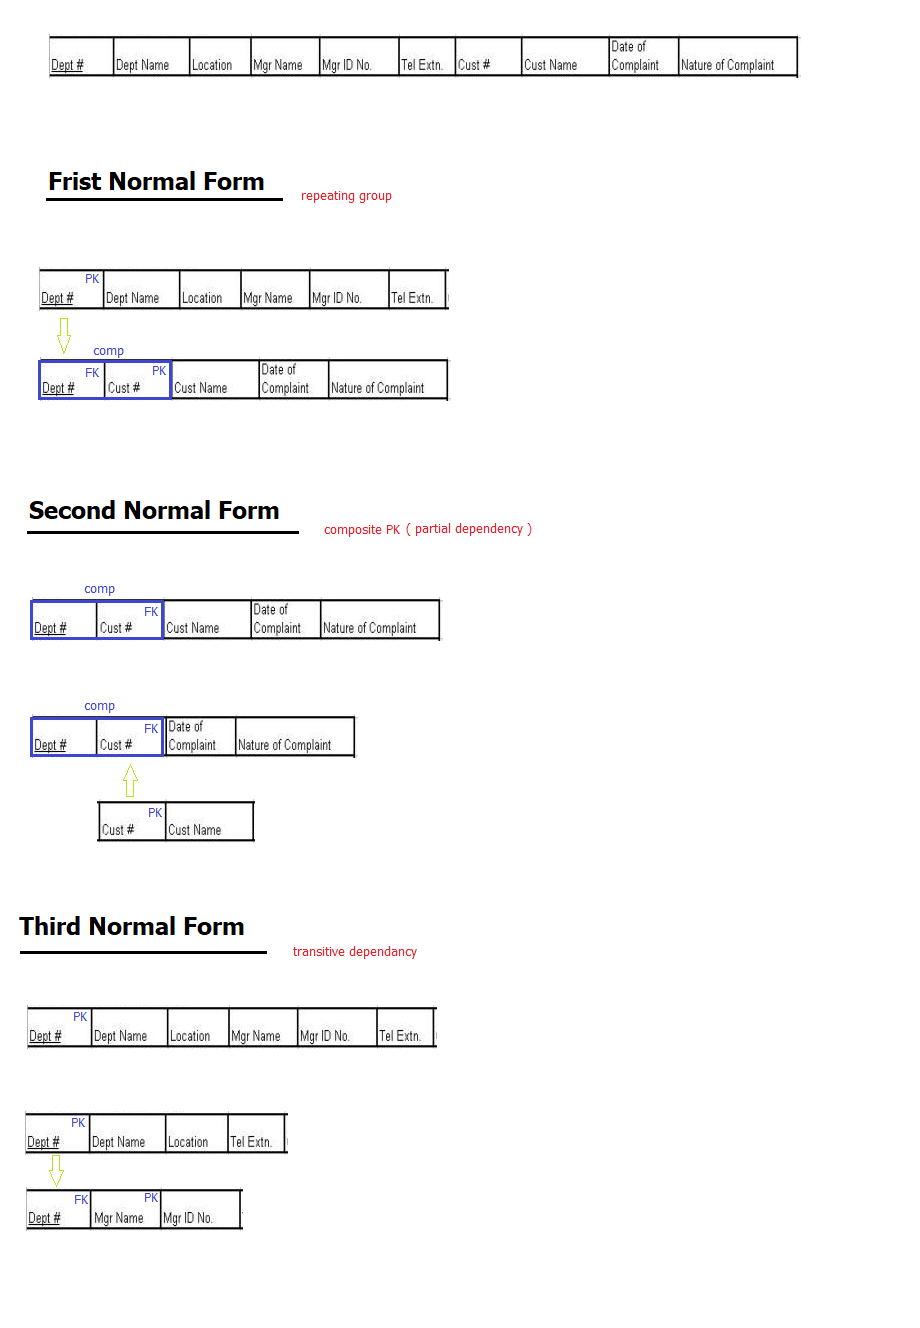 Dept # Dept Name Location Mgr Name Mgr ID No. Tel Extn. Cust # Cust Name Date of Complaint Nature of Complaint
Frist Normal Form
repeating group
PK
Dept # Dept Name Location Mgr Name Mgr ID No. Tel Extn.
comp
FK PK
Dept # Cust # Cust Name Date of Complaint Nature of Complaint
Second Normal Form
composite PK ( partial dependency )
comp
FK
Dept # Cust # Cust Name Date of Complaint Nature of Complaint
comp
FK
Dept # Cust # Date of Complaint Nature of Complaint
PK
Cust # Cust Name
Third Normal Form
transitive dependancy
PK
Dept # Dept Name Location Mgr Name Mgr ID No. Tel Extn.
PK
Dept # Dept Name Location Tel Extn.
FK PK
Dept # Mgr Name Mgr ID No.